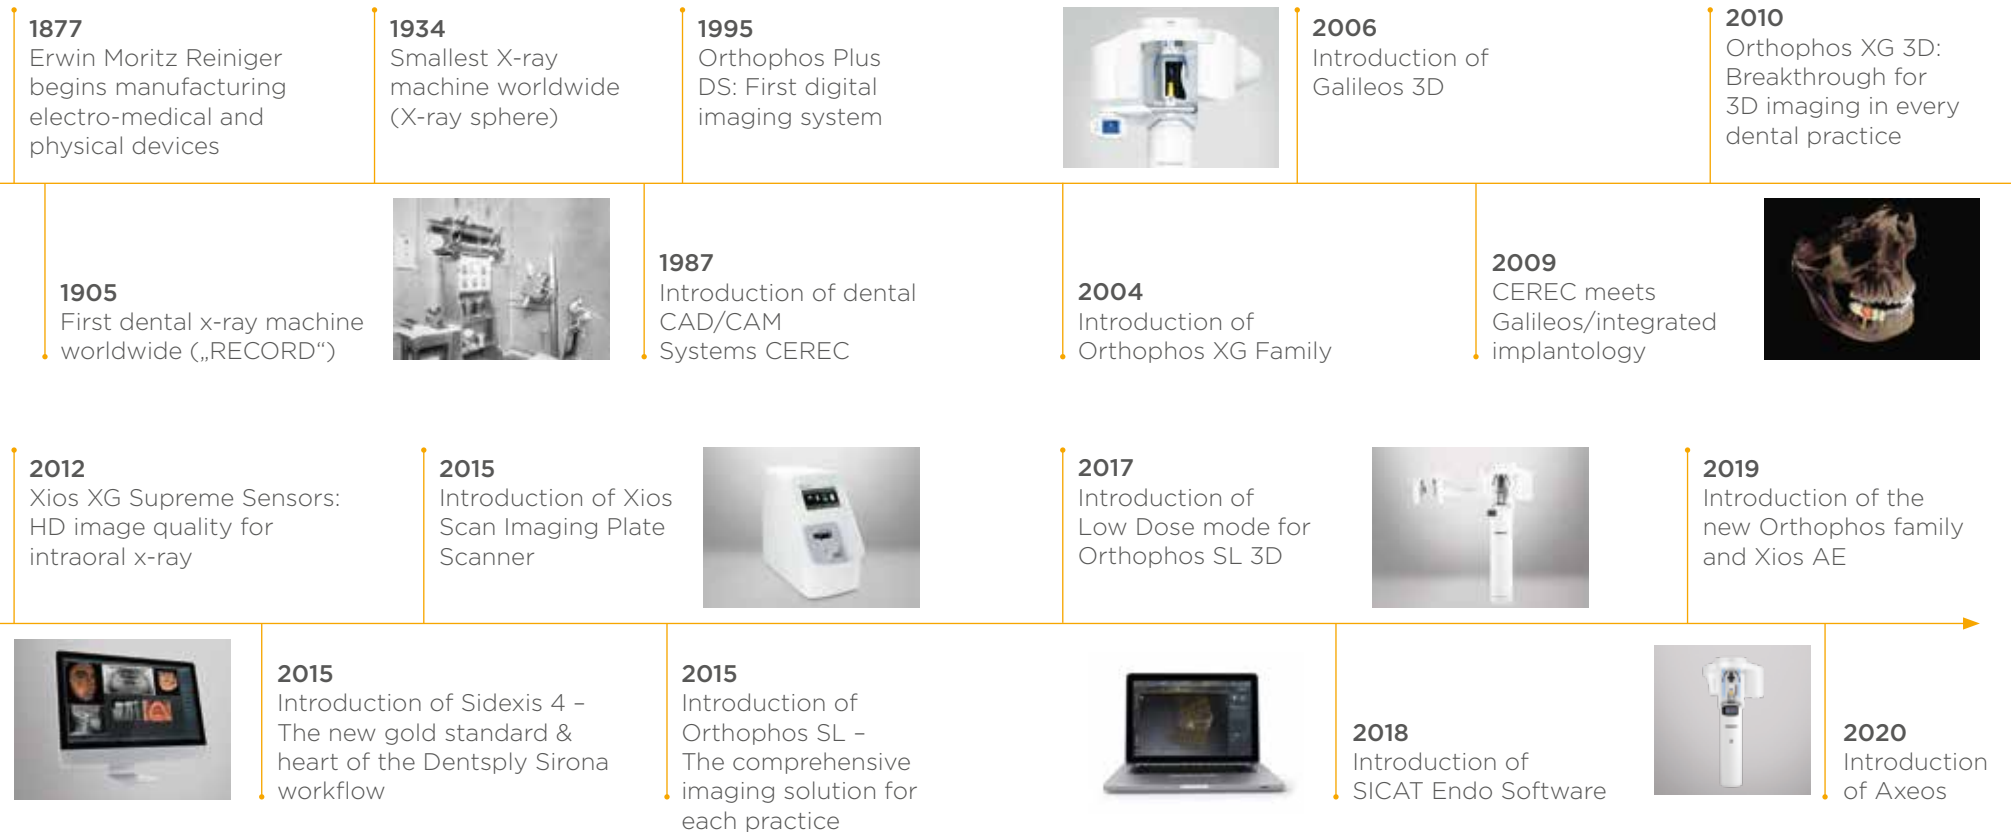 1877
Erwin Moritz Reiniger
begins manufacturing
electro-medical and
physical devices
1905
First dental x-ray machine
worldwide („RECORD“)
1934
Smallest X-ray
machine worldwide
(X-ray sphere)
1987
Introduction of dental
CAD/CAM
Systems CEREC
1995
Orthophos Plus
DS: First digital
imaging system
2004
Introduction of
Orthophos XG Family
2006
Introduction of
Galileos 3D
2009
CEREC meets
Galileos/integrated
implantology
2010
Orthophos XG 3D:
Breakthrough for
3D imaging in every
dental practice
2012
Xios XG Supreme Sensors:
HD image quality for
intraoral x-ray
2015
Introduction of Sidexis 4 –
The new gold standard &
heart of the Dentsply Sirona
workflow
2015
Introduction of Xios
Scan Imaging Plate
Scanner
2015
Introduction of
Orthophos SL –
The comprehensive
imaging solution for
each practice
2017
Introduction of
Low Dose mode for
Orthophos SL 3D
2018
Introduction of
SICAT Endo Software
2019
Introduction of the
new Orthophos family
and Xios AE
2020
Introduction
of Axeos